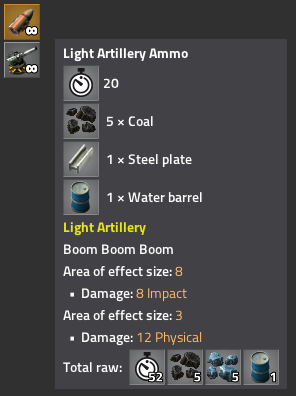 Light Artillery Ammo
20
5 × Coal
1 × Steel plate
1 × Water barrel
Light Artillery
Boom Boom Boom
Area of effect size: 8
• Damage: 8 Impact
Area of effect size: 3
• Damage: 12 Physical
Total raw: 52 5 5 1
∞
∞